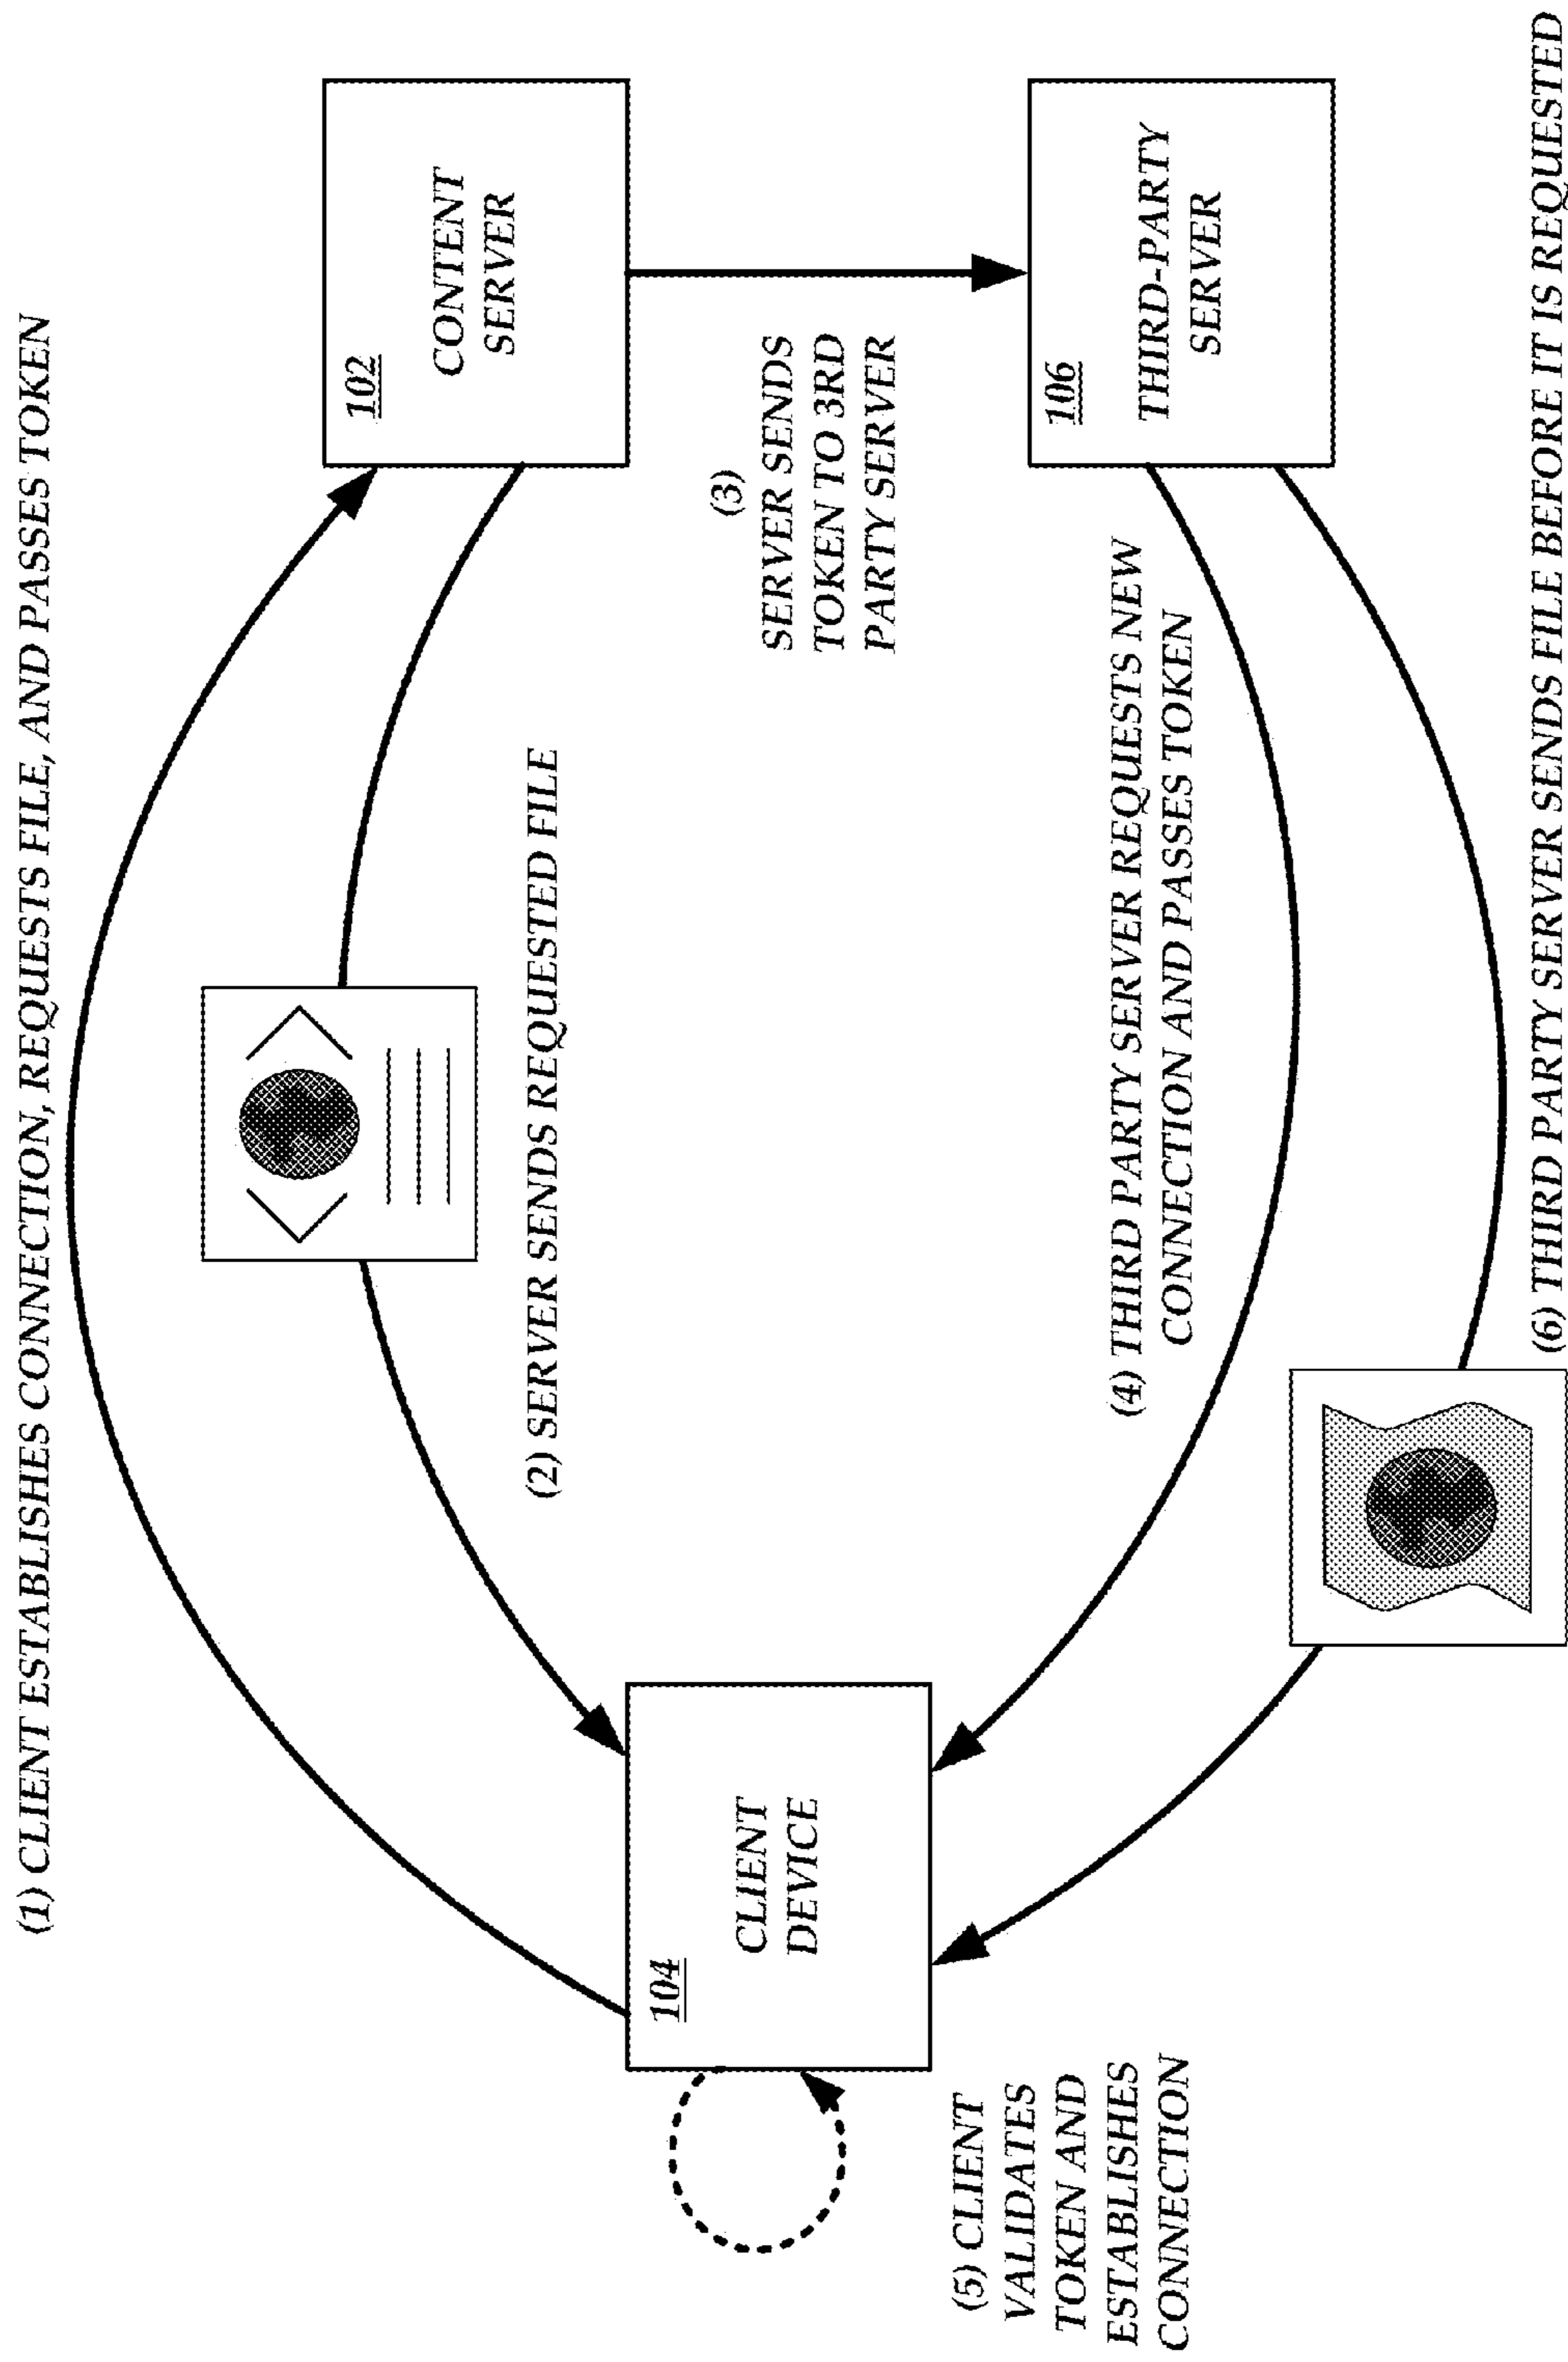 (1) CLIENT ESTABLISHES CONNECTION, REQUESTS FILE, AND PASSES TOKEN
102
CONTENT
SERVER
(2) SERVER SENDS REQUESTED FILE
(3)
SERVER SENDS
TOKEN TO 3RD
PARTY SERVER
104
CLIENT
DEVICE
106
THIRD-PARTY
SERVER
(4) THIRD PARTY SERVER REQUESTS NEW
CONNECTION AND PASSES TOKEN
(5) CLIENT
VALIDATES
TOKEN AND
ESTABLISHES
CONNECTION
(6) THIRD PARTY SERVER SENDS FILE BEFORE IT IS REQUESTED